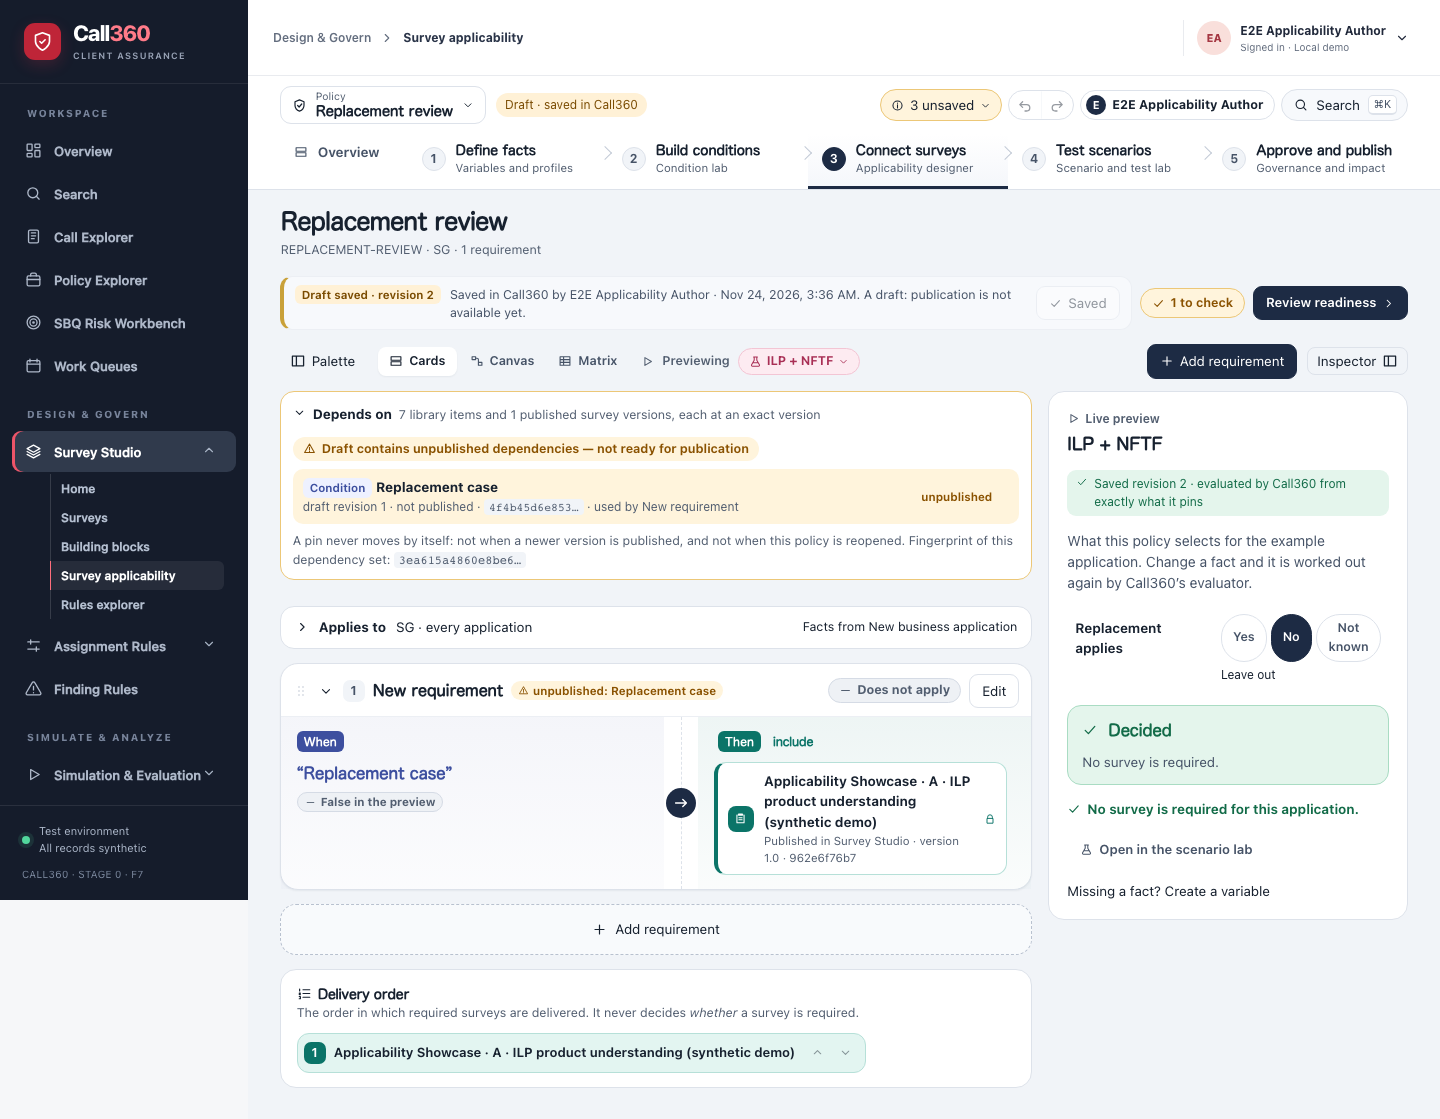 Call360
CLIENT ASSURANCE
WORKSPACE
Overview
Search
Call Explorer
Policy Explorer
SBQ Risk Workbench
Work Queues
DESIGN & GOVERN
Survey Studio
Home
Surveys
Building blocks
Survey applicability
Rules explorer
Assignment Rules
Finding Rules
SIMULATE & ANALYZE
Simulation & Evaluation
Test environment
All records synthetic
CALL360 · STAGE 0 · F7
Design & Govern > Survey applicability
EA
E2E Applicability Author
Signed in · Local demo
Policy
Replacement review
Draft · saved in Call360
3 unsaved
E E2E Applicability Author
Search ⌘K
Overview
1 Define facts
Variables and profiles
2 Build conditions
Condition lab
3 Connect surveys
Applicability designer
4 Test scenarios
Scenario and test lab
5 Approve and publish
Governance and impact
Replacement review
REPLACEMENT-REVIEW · SG · 1 requirement
Draft saved · revision 2
Saved in Call360 by E2E Applicability Author · Nov 24, 2026, 3:36 AM. A draft: publication is not
available yet.
Saved
1 to check
Review readiness
Palette
Cards
Canvas
Matrix
Previewing
ILP + NFTF
Add requirement
Inspector
Depends on 7 library items and 1 published survey versions, each at an exact version
Draft contains unpublished dependencies — not ready for publication
Condition Replacement case
draft revision 1 · not published · 4f4b45d6e853… · used by New requirement
unpublished
A pin never moves by itself: not when a newer version is published, and not when this policy is reopened. Fingerprint of this
dependency set: 3ea615a4860e8be6…
Applies to SG · every application
Facts from New business application
1 New requirement
unpublished: Replacement case
Does not apply
Edit
When
“Replacement case”
False in the preview
Then include
Applicability Showcase · A · ILP
product understanding
(synthetic demo)
Published in Survey Studio · version
1.0 · 962e6f76b7
Add requirement
Delivery order
The order in which required surveys are delivered. It never decides whether a survey is required.
1 Applicability Showcase · A · ILP product understanding (synthetic demo)
Live preview
ILP + NFTF
Saved revision 2 · evaluated by Call360 from
exactly what it pins
What this policy selects for the example
application. Change a fact and it is worked out
again by Call360's evaluator.
Replacement
applies
Yes
No
Not
known
Leave out
Decided
No survey is required.
No survey is required for this application.
Open in the scenario lab
Missing a fact? Create a variable